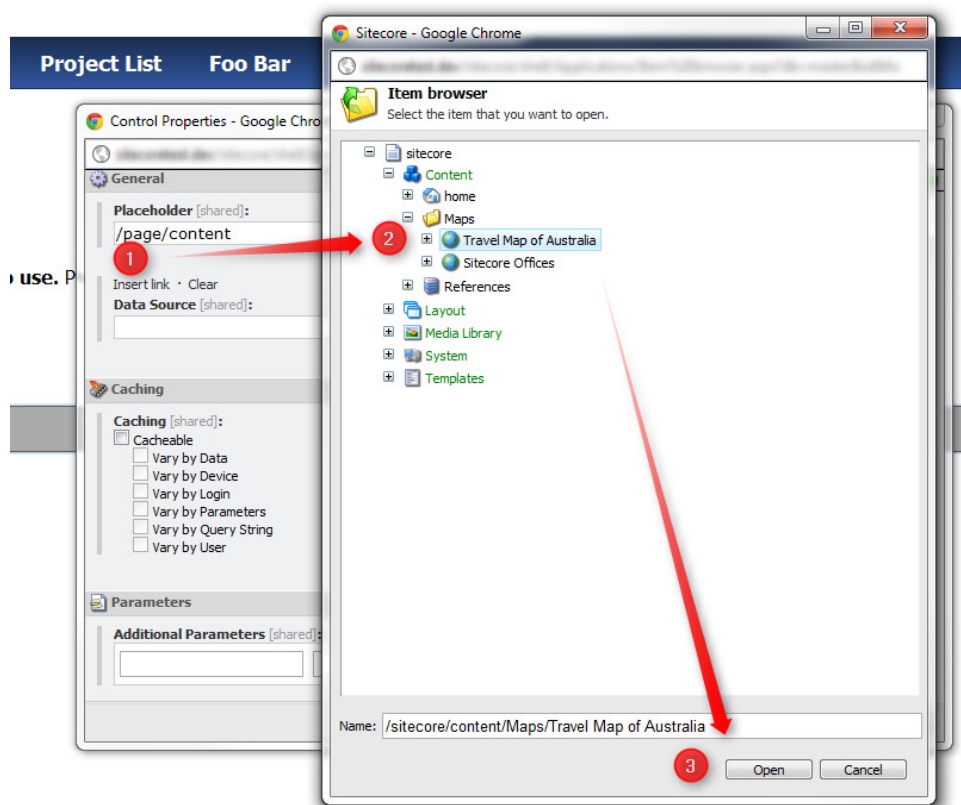 Project List Foo Bar
Control Properties - Google Chro
General
Placeholder [shared]:
/page/content
1
Insert link · Clear
Data Source [shared]:
use. P
Caching
Caching [shared]:
Cacheable
Vary by Data
Vary by Device
Vary by Login
Vary by Parameters
Vary by Query String
Vary by User
Parameters
Additional Parameters [shared]:
Sitecore - Google Chrome
Item browser
Select the item that you want to open.
sitecore
Content
home
Maps
2
Travel Map of Australia
Sitecore Offices
References
Layout
Media Library
System
Templates
Name: /sitecore/content/Maps/Travel Map of Australia
3
Open Cancel